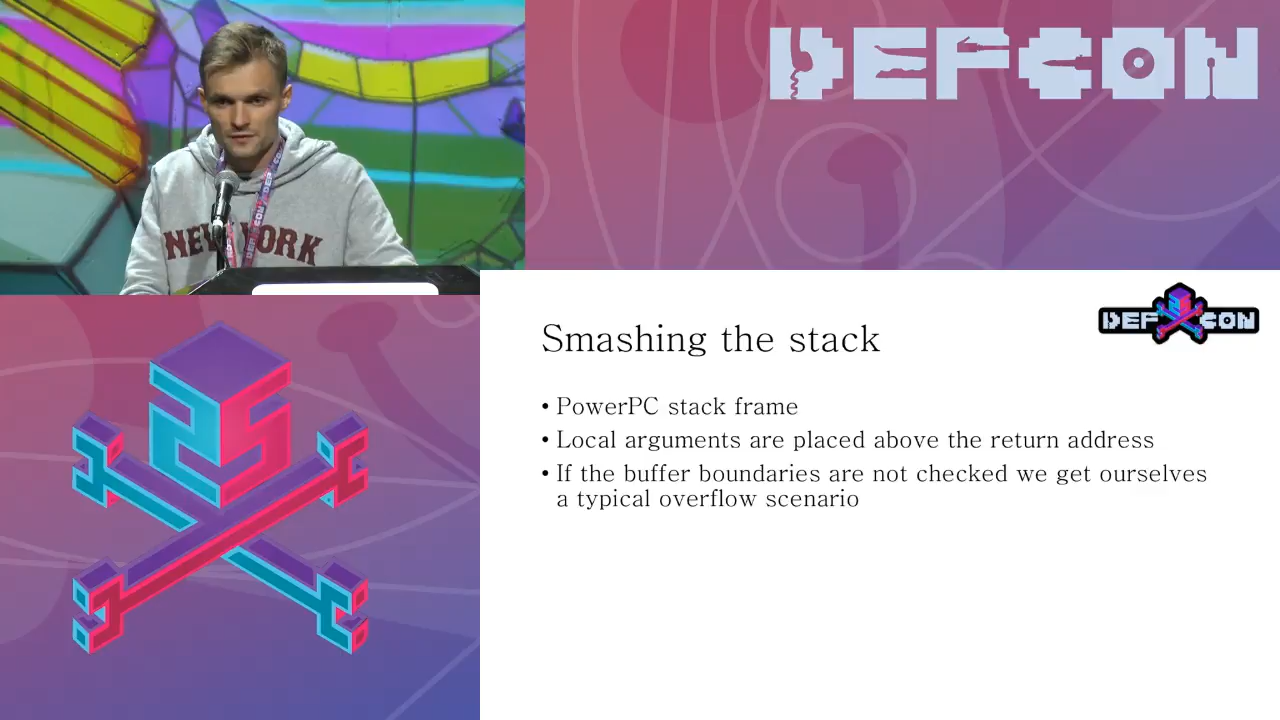 DEFCON
NEW YORK
DEF CON
Smashing the stack
• PowerPC stack frame
• Local arguments are placed above the return address
• If the buffer boundaries are not checked we get ourselves
a typical overflow scenario
25